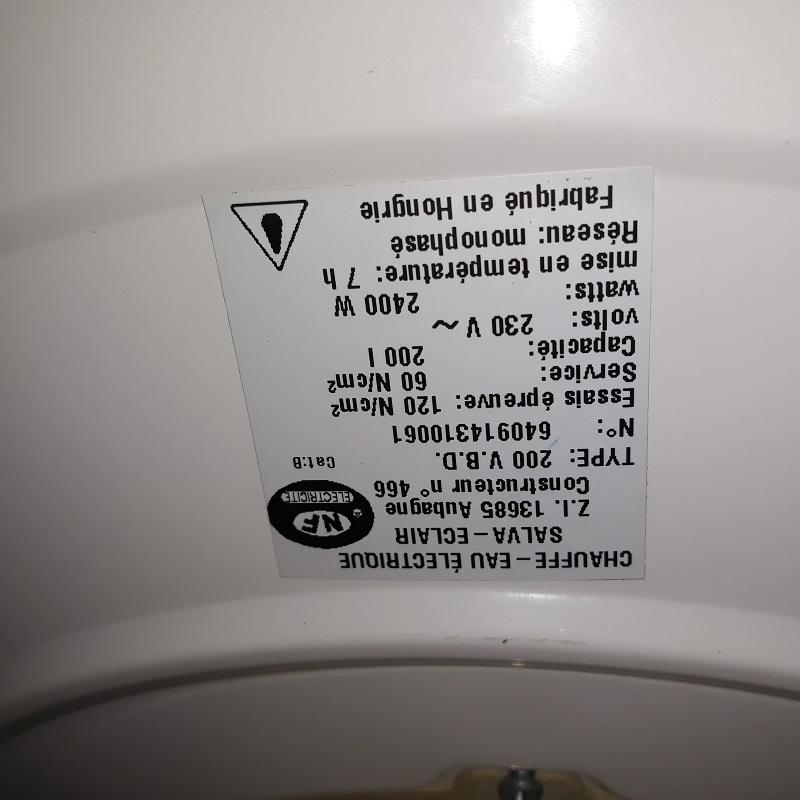 CHAUFFE-EAU ÉLECTRIQUE
SALVA-ECLAIR
Z.I. 13685 Aubagne
Constructeur n° 466
NF
ELECTRICITE
TYPE: 200 V.B.D. Cat:B
N°: 640914310061
Essais épreuve: 120 N/cm²
Service: 60 N/cm²
Capacité: 200 l
volts: 230 V ~
watts: 2400 W
mise en température: 7 h
Réseau: monophasé
Fabriqué en Hongrie